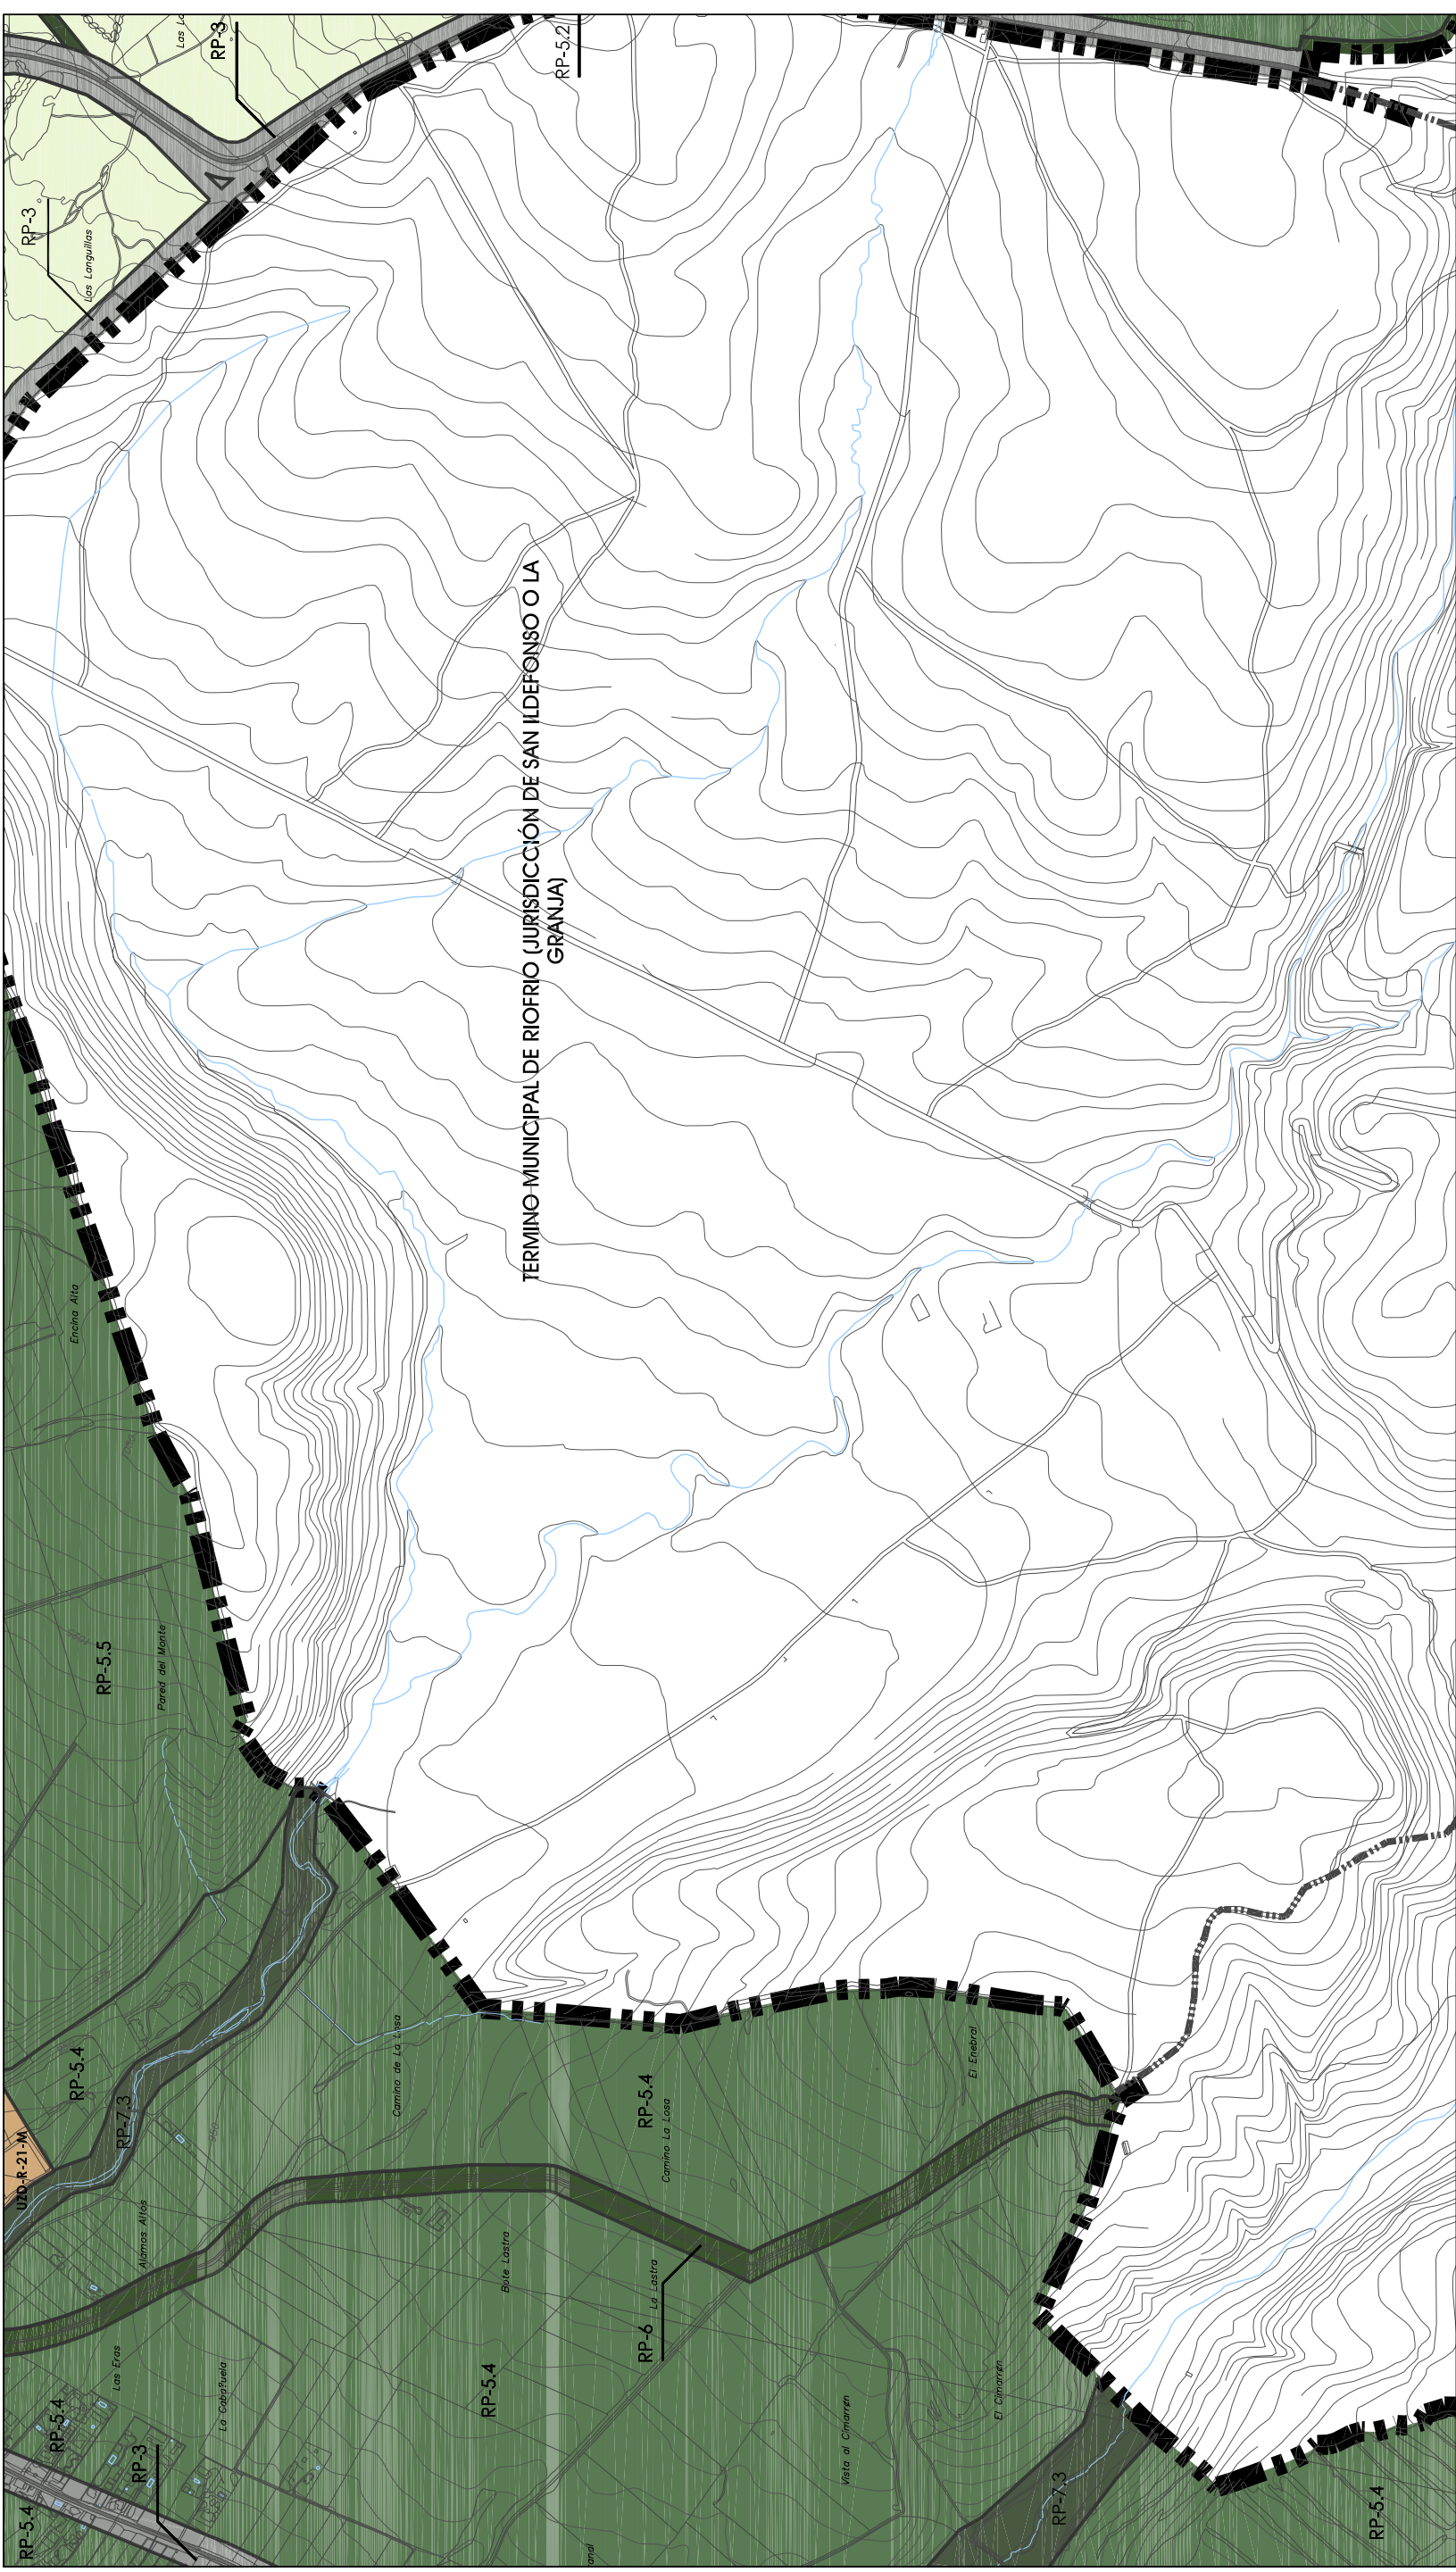 RP-5.4
RP-3
RP-5.4
Las Eras
La Cabañuela
RP-5.4
Bote Lastra
RP-6
La Lastra
Vista al Cimarrón
El Cimarrón
RP-7.3
RP-5.4
UZD-R-21-M
Alamos Altos
RP-7.3
RP-5.4
Camino de La Losa
RP-5.4
Camino La Losa
El Enebral
RP-5.5
Pared del Monte
Encina Alta
TERMINO MUNICIPAL DE RIOFRIO (JURISDICCIÓN DE SAN ILDEFONSO O LA
GRANJA)
RP-3
Las Languillas
RP-3
RP-5.2